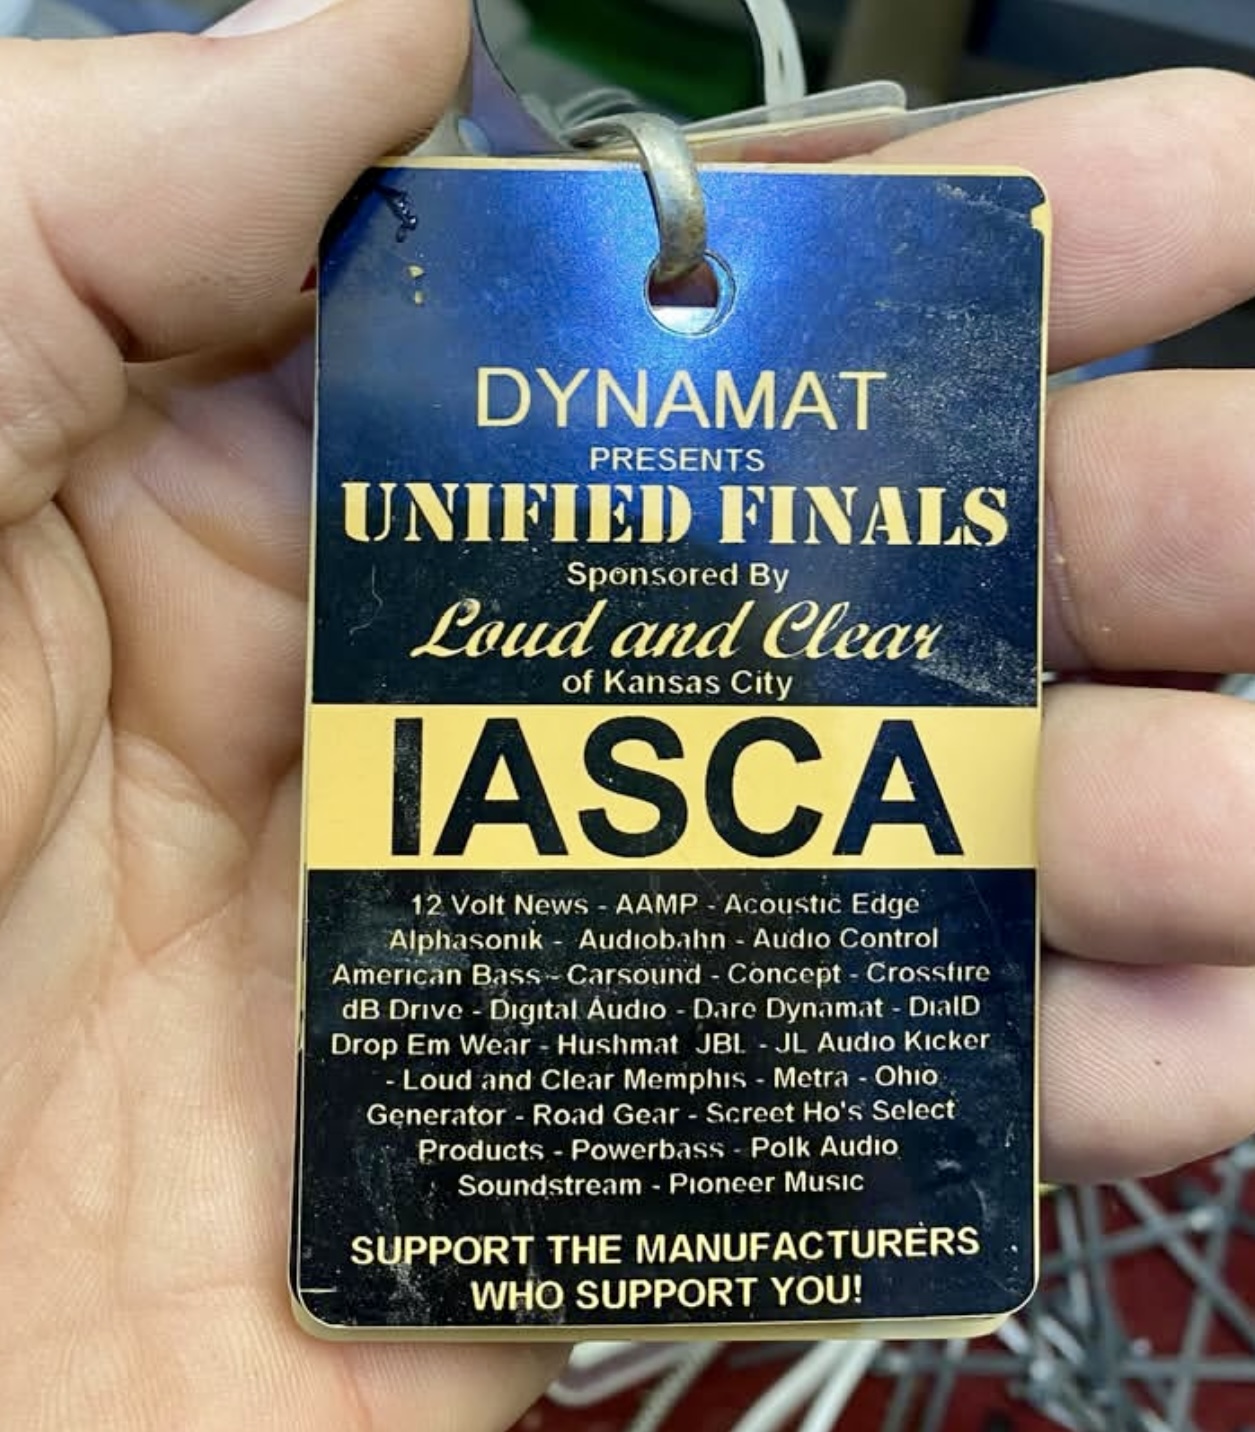 DYNAMAT
PRESENTS
UNIFIED FINALS
Sponsored By
Loud and Clear
of Kansas City
IASCA
12 Volt News - AAMP - Acoustic Edge
Alphasonik - Audiobahn - Audio Control
American Bass - Carsound - Concept - Crossfire
dB Drive - Digital Audio - Dare Dynamat - DialD
Drop Em Wear - Hushmat JBL - JL Audio Kicker
- Loud and Clear Memphis - Metra - Ohio
Generator - Road Gear - Screet Ho's Select
Products - Powerbass - Polk Audio
Soundstream - Pioneer Music
SUPPORT THE MANUFACTURERS
WHO SUPPORT YOU!